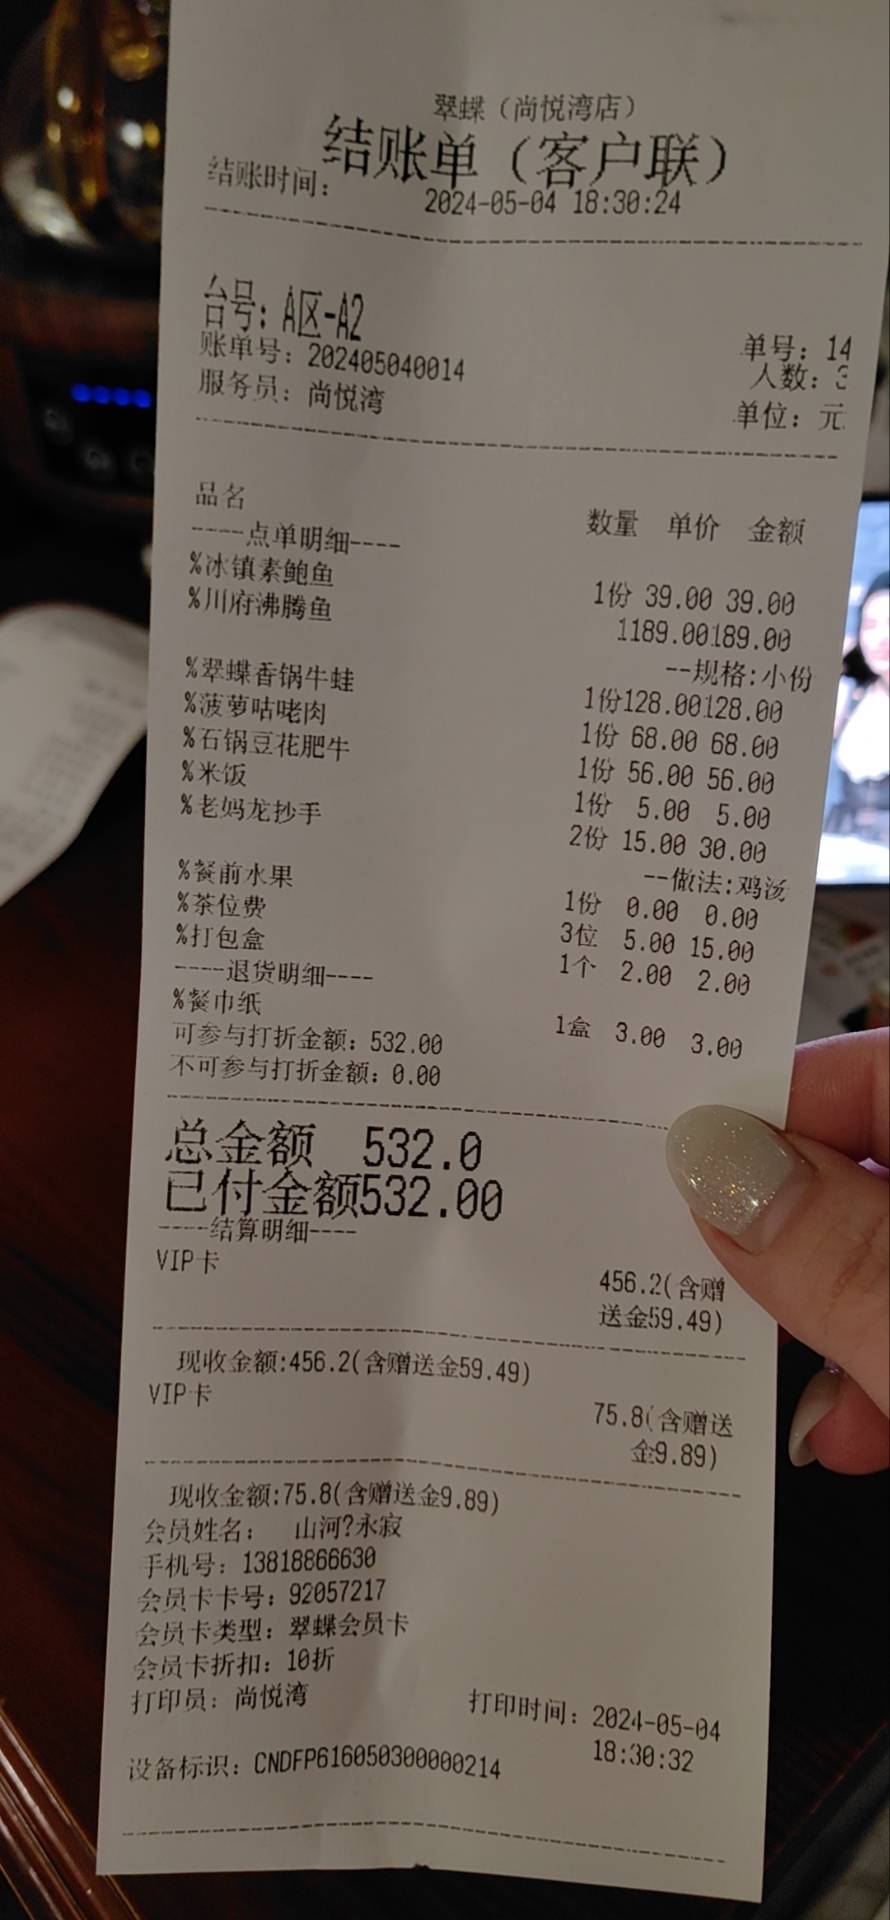 翠蝶（尚悦湾店）
结账单（客户联）
结账时间： 2024-05-04 18:30:24
台号：A区-A2
单号：14
账单号：202405040014
人数：3
服务员：尚悦湾
单位：元
品名 数量 单价 金额
----点单明细----
%冰镇素鲍鱼 1份 39.00 39.00
%川府沸腾鱼 1189.00189.00
--规格:小份
%翠蝶香锅牛蛙 1份128.00128.00
%菠萝咕咾肉 1份 68.00 68.00
%石锅豆花肥牛 1份 56.00 56.00
%米饭 1份 5.00 5.00
%老妈龙抄手 2份 15.00 30.00
--做法:鸡汤
%餐前水果 1份 0.00 0.00
%茶位费 3位 5.00 15.00
%打包盒 1个 2.00 2.00
----退货明细----
%餐巾纸 1盒 3.00 3.00
可参与打折金额：532.00
不可参与打折金额：0.00
总金额 532.0
已付金额532.00
----结算明细----
VIP卡
456.2(含赠
送金59.49)
现收金额:456.2(含赠送金59.49)
VIP卡
75.8(含赠送
金9.89)
现收金额:75.8(含赠送金9.89)
会员姓名： 山河?永寂
手机号：13818866630
会员卡卡号：92057217
会员卡类型：翠蝶会员卡
会员卡折扣：10折
打印员：尚悦湾 打印时间：2024-05-04
18:30:32
设备标识：CNDFP616050300000214